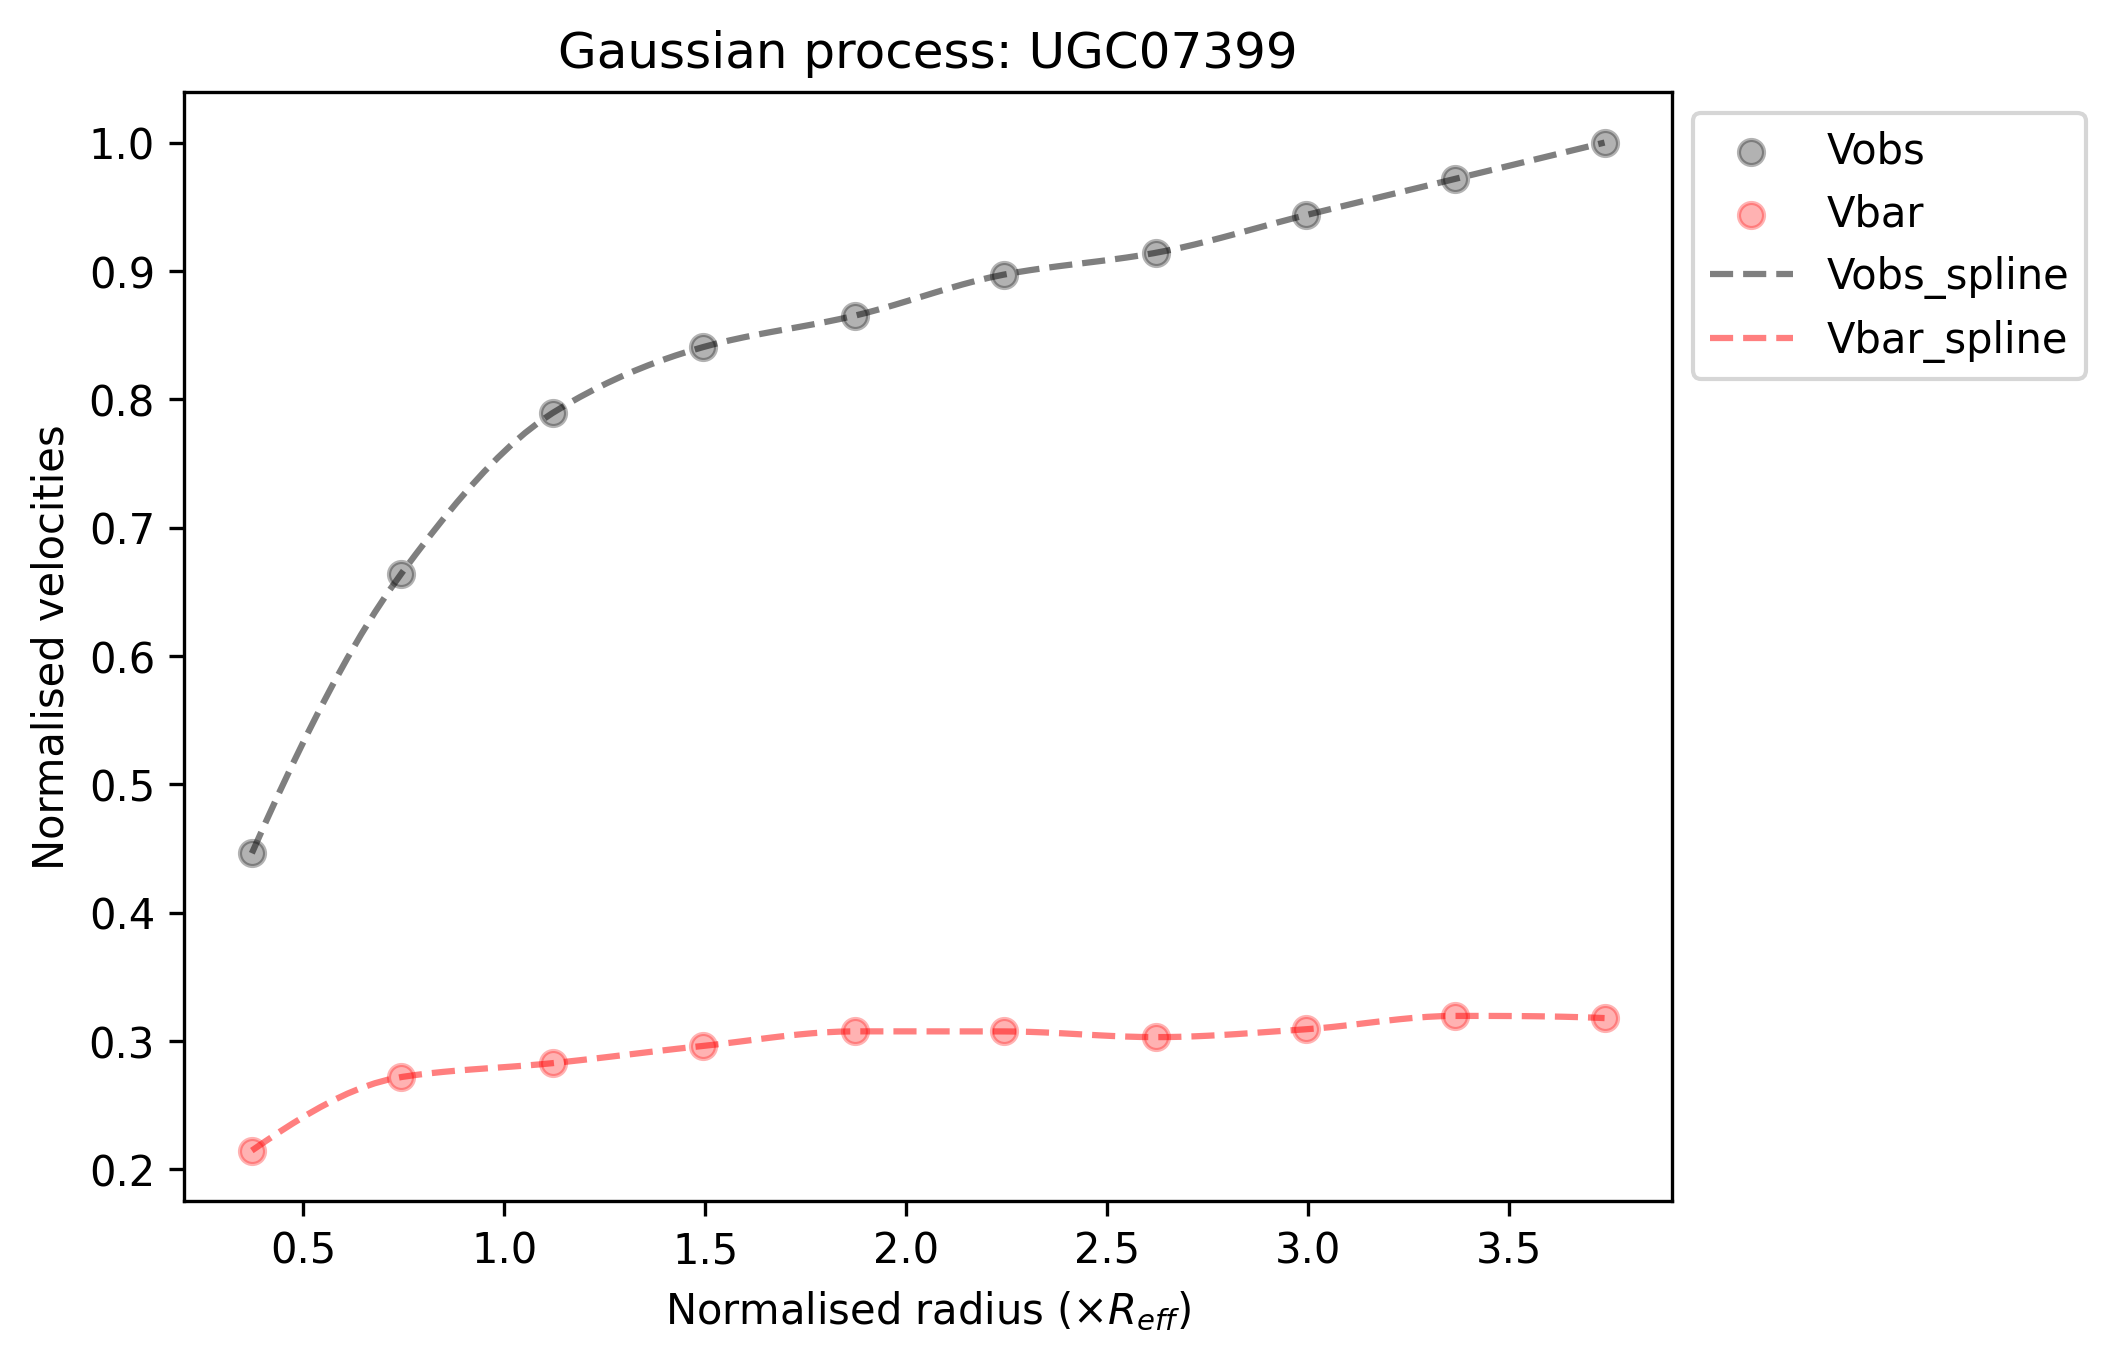 Gaussian process: UGC07399
1.0
0.9
0.8
0.7
0.6
0.5
0.4
0.3
0.2
Normalised velocities
0.5 1.0 1.5 2.0 2.5 3.0 3.5
Normalised radius (×R_eff)
Vobs
Vbar
Vobs_spline
Vbar_spline